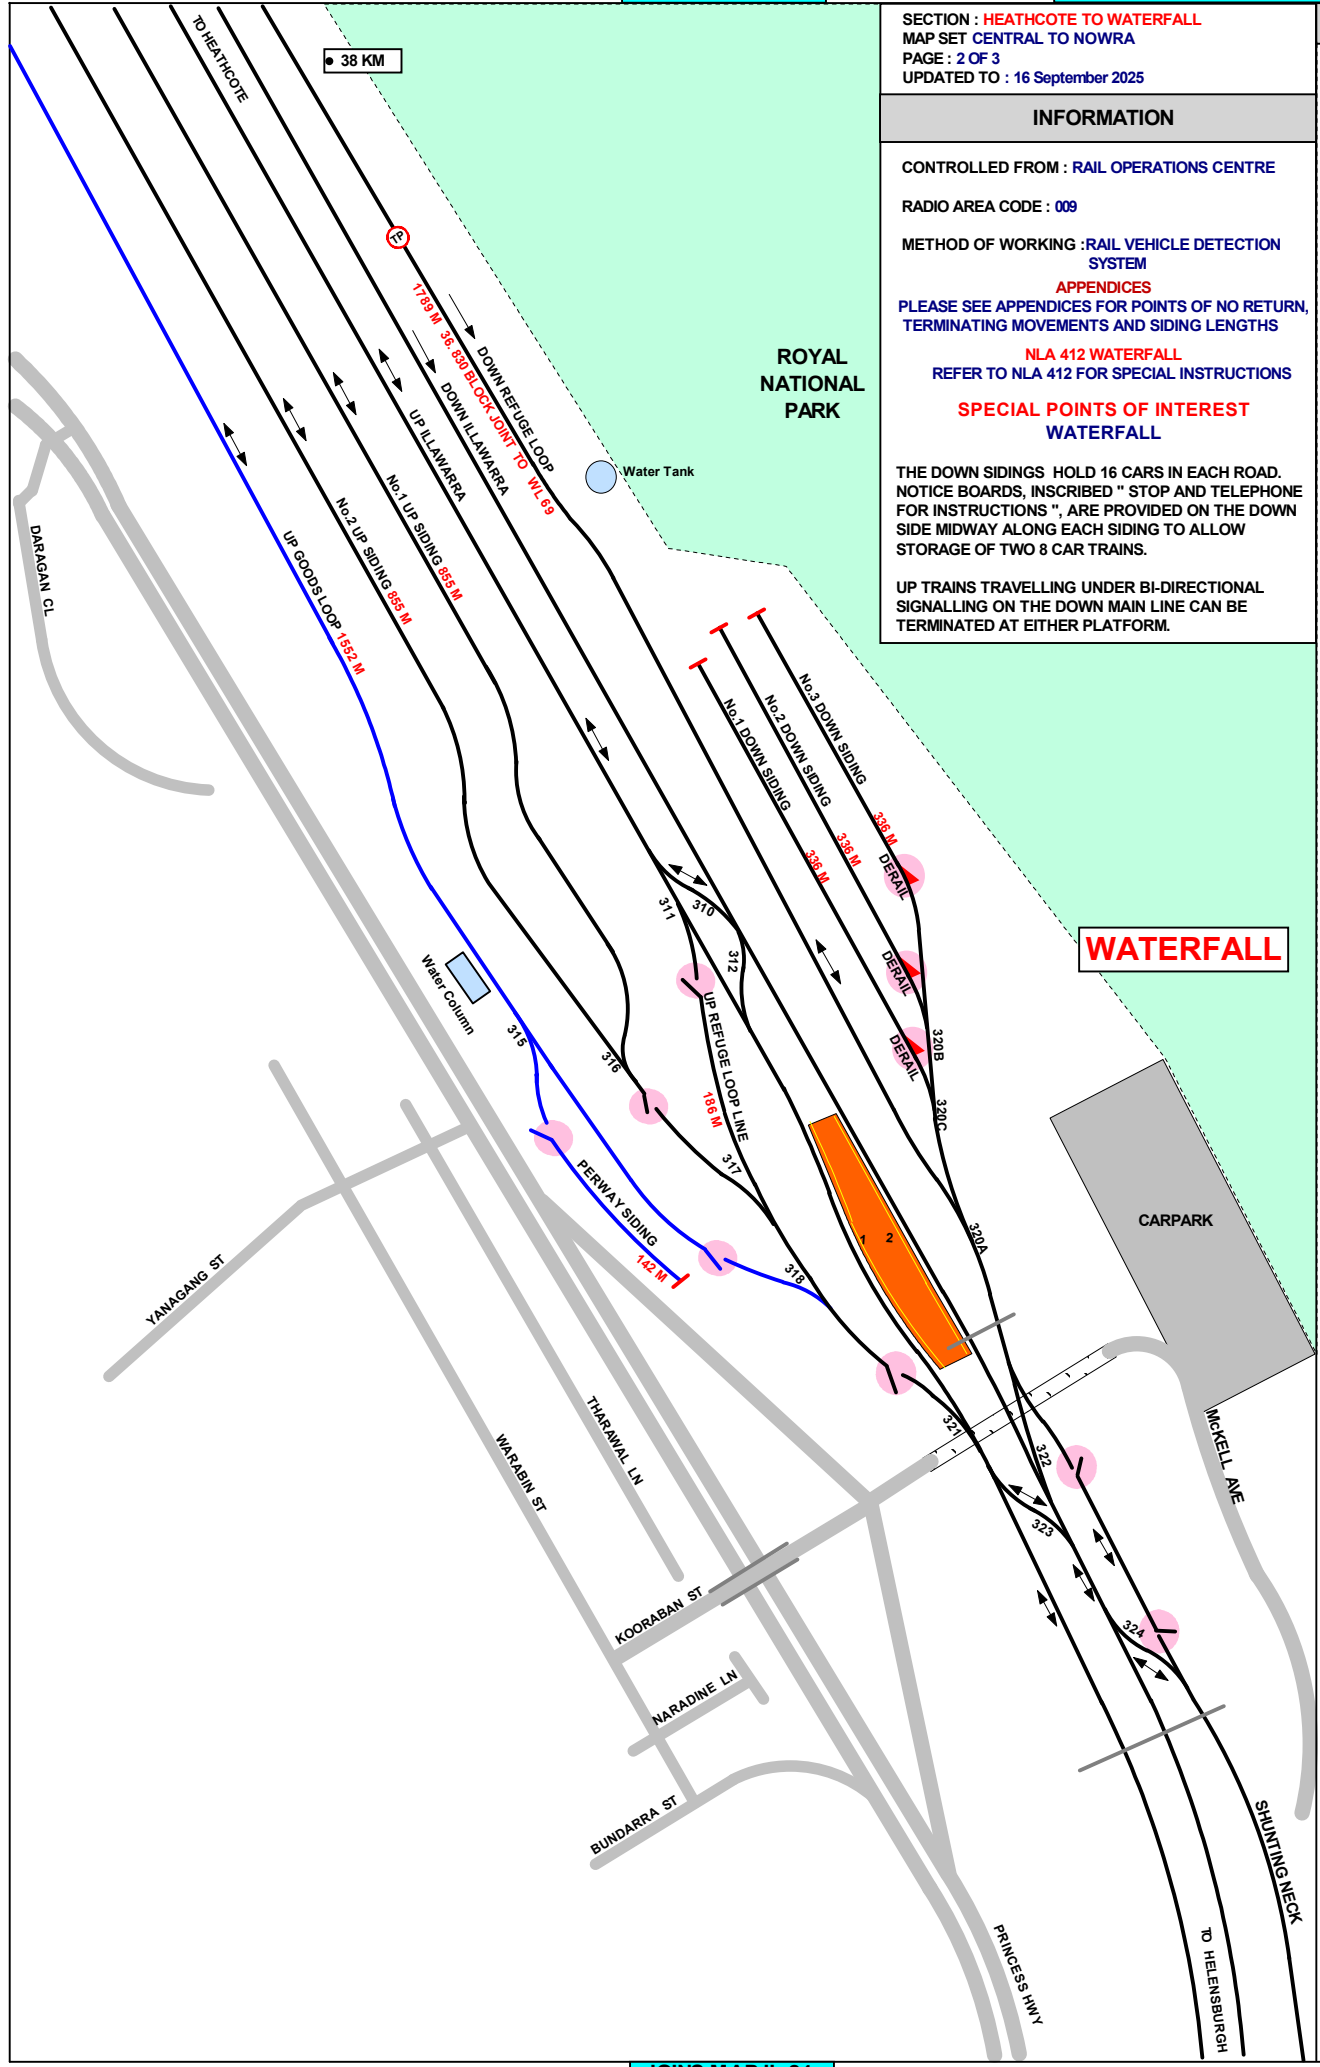 SECTION : HEATHCOTE TO WATERFALL
MAP SET CENTRAL TO NOWRA
PAGE : 2 OF 3
UPDATED TO : 16 September 2025
INFORMATION
CONTROLLED FROM : RAIL OPERATIONS CENTRE
RADIO AREA CODE : 009
METHOD OF WORKING :RAIL VEHICLE DETECTION
SYSTEM
APPENDICES
PLEASE SEE APPENDICES FOR POINTS OF NO RETURN,
TERMINATING MOVEMENTS AND SIDING LENGTHS
NLA 412 WATERFALL
REFER TO NLA 412 FOR SPECIAL INSTRUCTIONS
SPECIAL POINTS OF INTEREST
WATERFALL
THE DOWN SIDINGS HOLD 16 CARS IN EACH ROAD.
NOTICE BOARDS, INSCRIBED " STOP AND TELEPHONE
FOR INSTRUCTIONS ", ARE PROVIDED ON THE DOWN
SIDE MIDWAY ALONG EACH SIDING TO ALLOW
STORAGE OF TWO 8 CAR TRAINS.
UP TRAINS TRAVELLING UNDER BI-DIRECTIONAL
SIGNALLING ON THE DOWN MAIN LINE CAN BE
TERMINATED AT EITHER PLATFORM.
TO HEATHCOTE
38 KM
TP
1789 M 36.830 BLOCK JOINT TO WL 69
DOWN REFUGE LOOP
DOWN ILLAWARRA
UP ILLAWARRA
No.1 UP SIDING 855 M
No.2 UP SIDING 855 M
UP GOODS LOOP 1552 M
ROYAL
NATIONAL
PARK
Water Tank
DARAGAN CL
No.3 DOWN SIDING
336 M
No.2 DOWN SIDING
336 M
No.1 DOWN SIDING
336 M
DERAIL
DERAIL
DERAIL
WATERFALL
311
310
312
Water Column
315
316
UP REFUGE LOOP LINE
186 M
317
320B
320C
320A
PERWAY SIDING
142 M
318
1
2
CARPARK
YANAGANG ST
THARAWAL LN
WARABIN ST
321
322
323
324
McKELL AVE
KOORABAN ST
NARADINE LN
BUNDARRA ST
PRINCESS HWY
SHUNTING NECK
TO HELENSBURGH